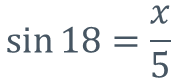 sin 18 = x/5